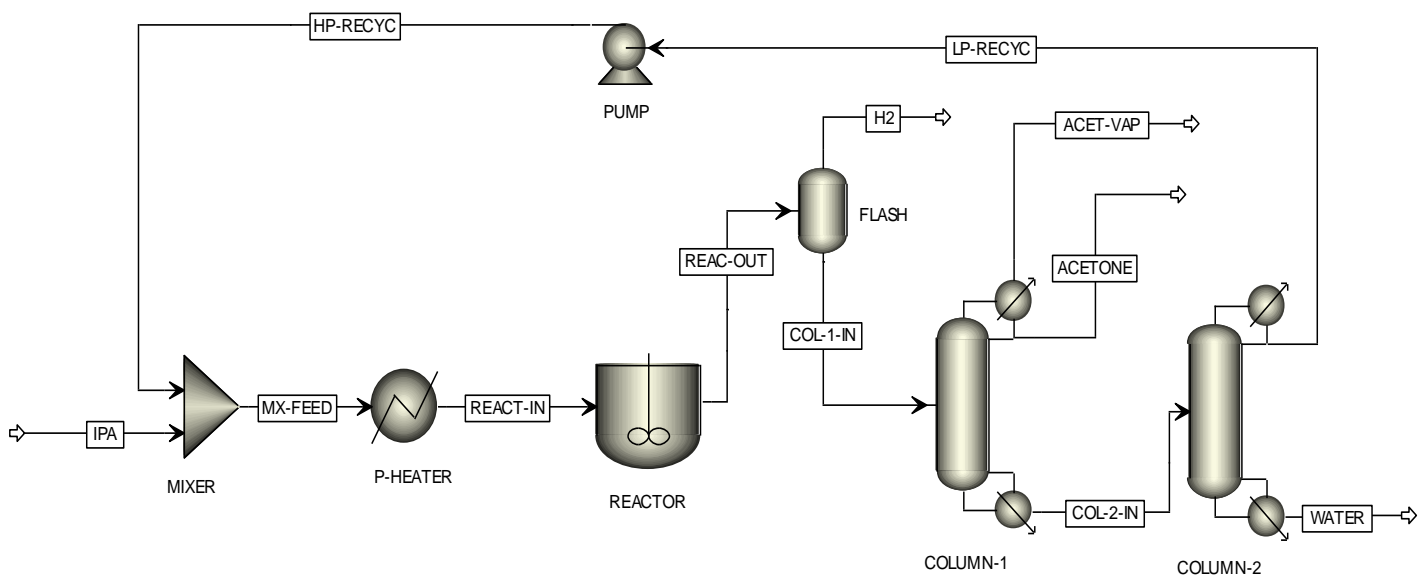 HP-RECYC
LP-RECYC
PUMP
H2
ACET-VAP
FLASH
REAC-OUT
ACETONE
COL-1-IN
MX-FEED
REACT-IN
IPA
P-HEATER
MIXER
REACTOR
COL-2-IN
WATER
COLUMN-1
COLUMN-2